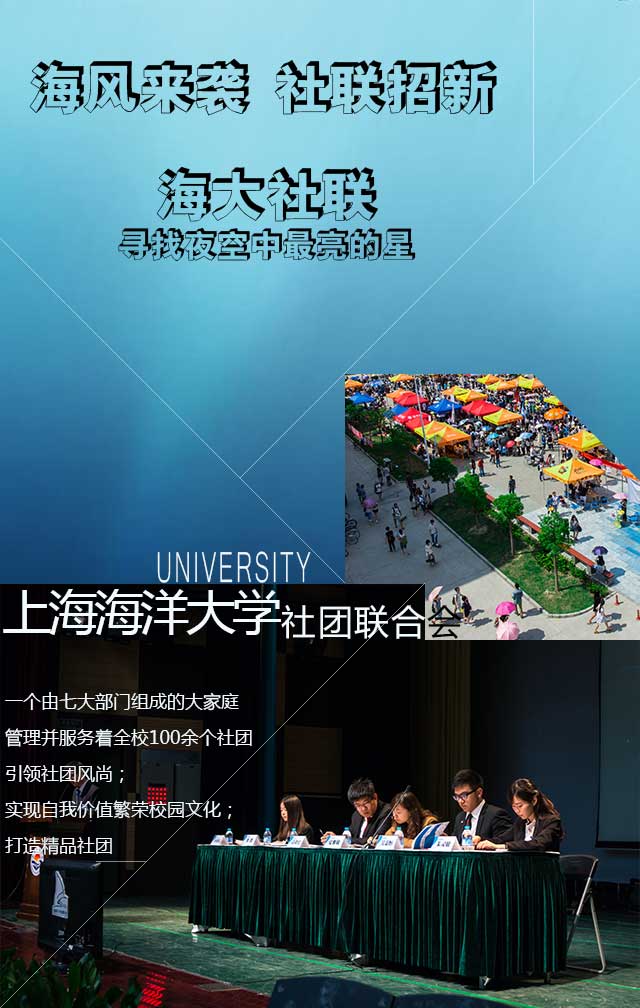 海风来袭 社联招新
海大社联
寻找夜空中最亮的星
UNIVERSITY
上海海洋大学社团联合会
一个由七大部门组成的大家庭
管理并服务着全校100余个社团
引领社团风尚；
实现自我价值繁荣校园文化；
打造精品社团